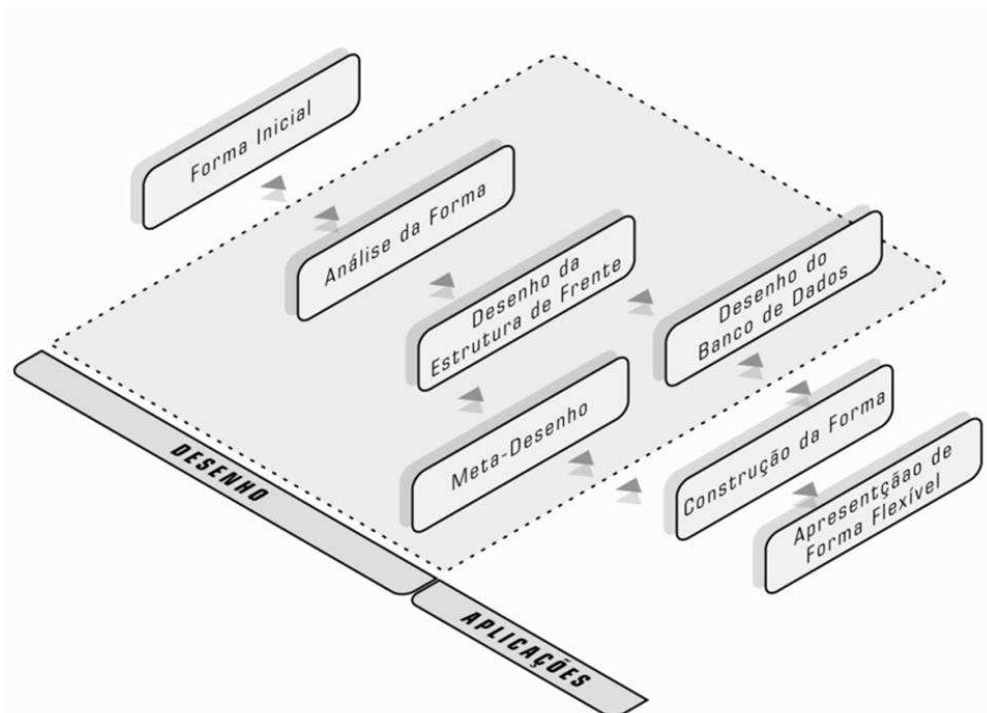 Forma Inicial
Análise da Forma
Desenho da
Estrutura de Frente
Desenho do
Banco de Dados
Meta-Desenho
Construção da Forma
Apresentçãao de
Forma Flexível
DESENHO
APLICAÇÕES